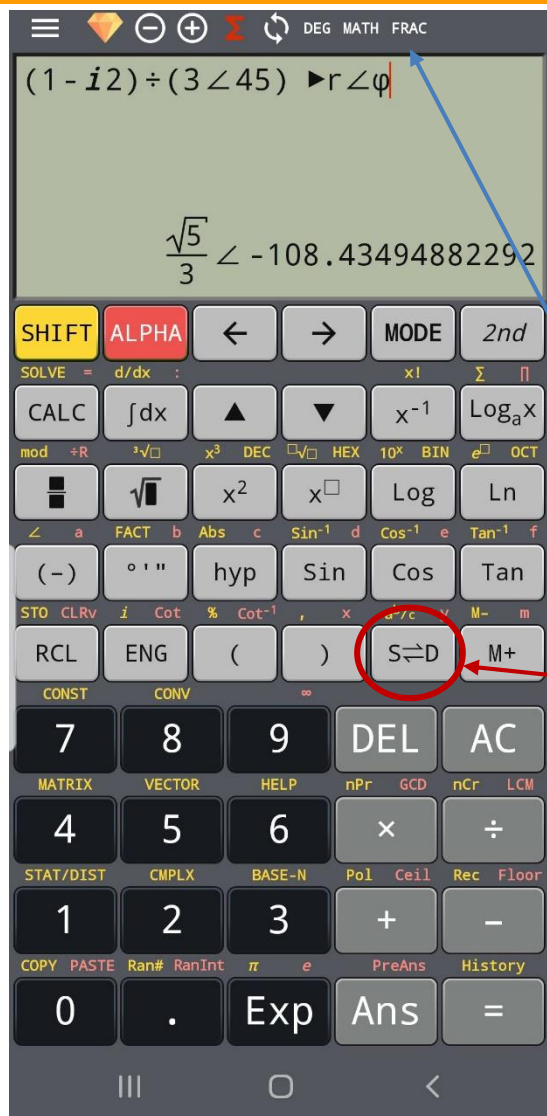 DEG MATH FRAC
(1-i2)÷(3∠45) ►r∠φ
√5/3 ∠ -108.43494882292
SHIFT ALPHA ← → MODE 2nd
SOLVE = d/dx : x! Σ ∏
CALC ∫dx ▲ ▼ x⁻¹ Logₐx
mod ÷R ³√□ x³ DEC □√□ HEX 10ˣ BIN e□ OCT
■/■ √■ x² x□ Log Ln
∠ a FACT b Abs c Sin⁻¹ d Cos⁻¹ e Tan⁻¹ f
(-) °'" hyp Sin Cos Tan
STO CLRv i Cot % Cot⁻¹ , x aᵇ/c y M- m
RCL ENG ( ) S⇌D M+
CONST CONV ∞
7 8 9 DEL AC
MATRIX VECTOR HELP nPr GCD nCr LCM
4 5 6 × ÷
STAT/DIST CMPLX BASE-N Pol Ceil Rec Floor
1 2 3 + −
COPY PASTE Ran# RanInt π e PreAns History
0 . Exp Ans =